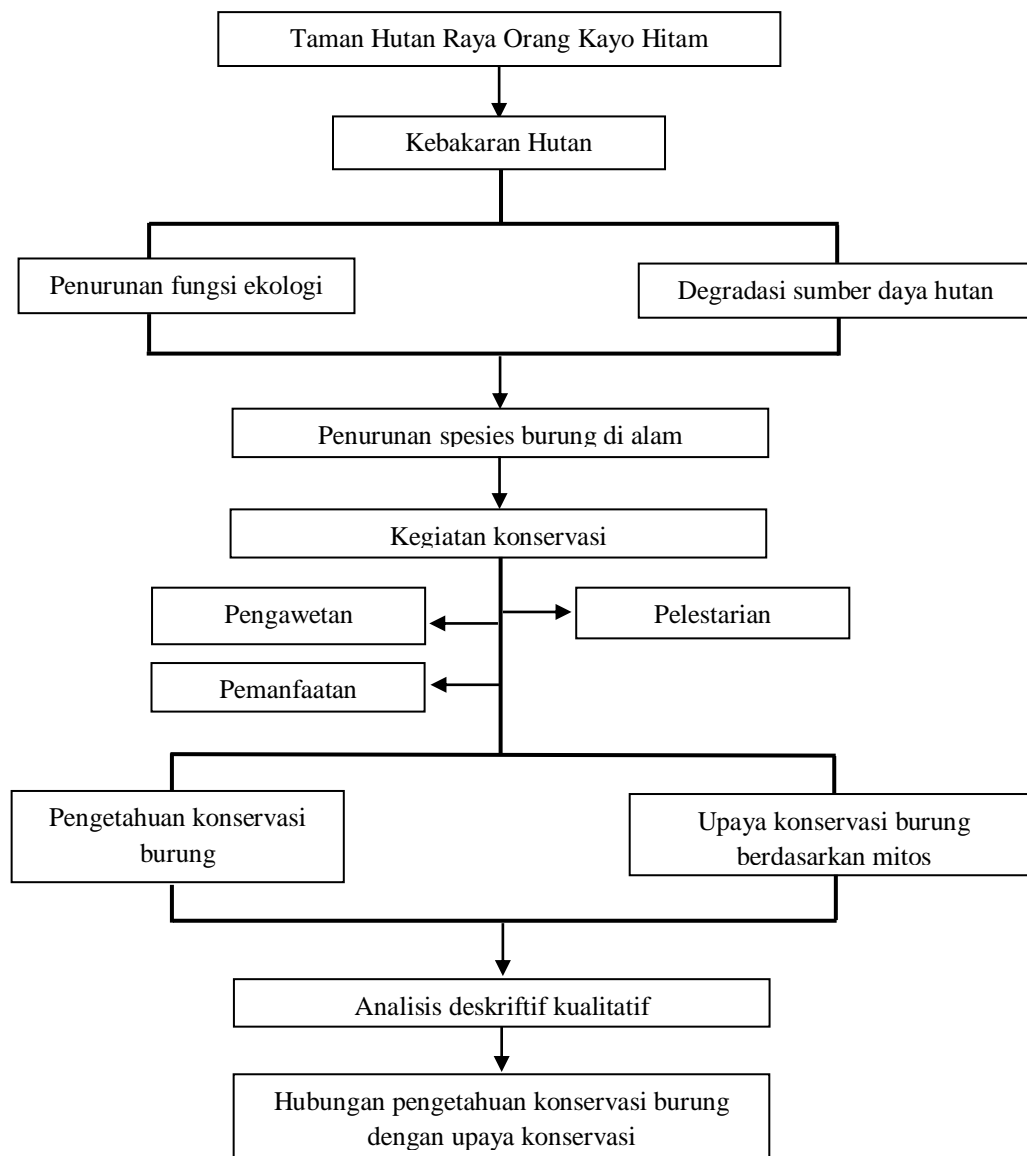 Taman Hutan Raya Orang Kayo Hitam
Kebakaran Hutan
Penurunan fungsi ekologi
Degradasi sumber daya hutan
Penurunan spesies burung di alam
Kegiatan konservasi
Pengawetan
Pelestarian
Pemanfaatan
Pengetahuan konservasi
burung
Upaya konservasi burung
berdasarkan mitos
Analisis deskriftif kualitatif
Hubungan pengetahuan konservasi burung
dengan upaya konservasi